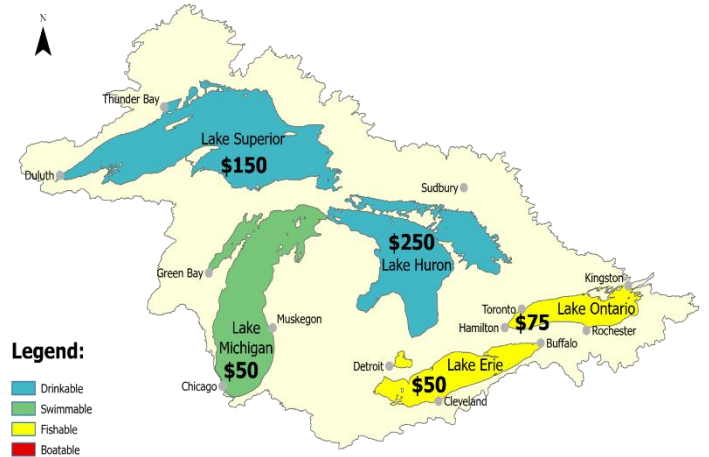 N
Thunder Bay
Lake Superior
$150
Duluth
Sudbury
$250
Lake Huron
Green Bay
Kingston
Toronto
Lake Ontario
$75
Hamilton
Rochester
Muskegon
Lake
Michigan
$50
Buffalo
Detroit
Lake Erie
$50
Chicago
Cleveland
Legend:
Drinkable
Swimmable
Fishable
Boatable